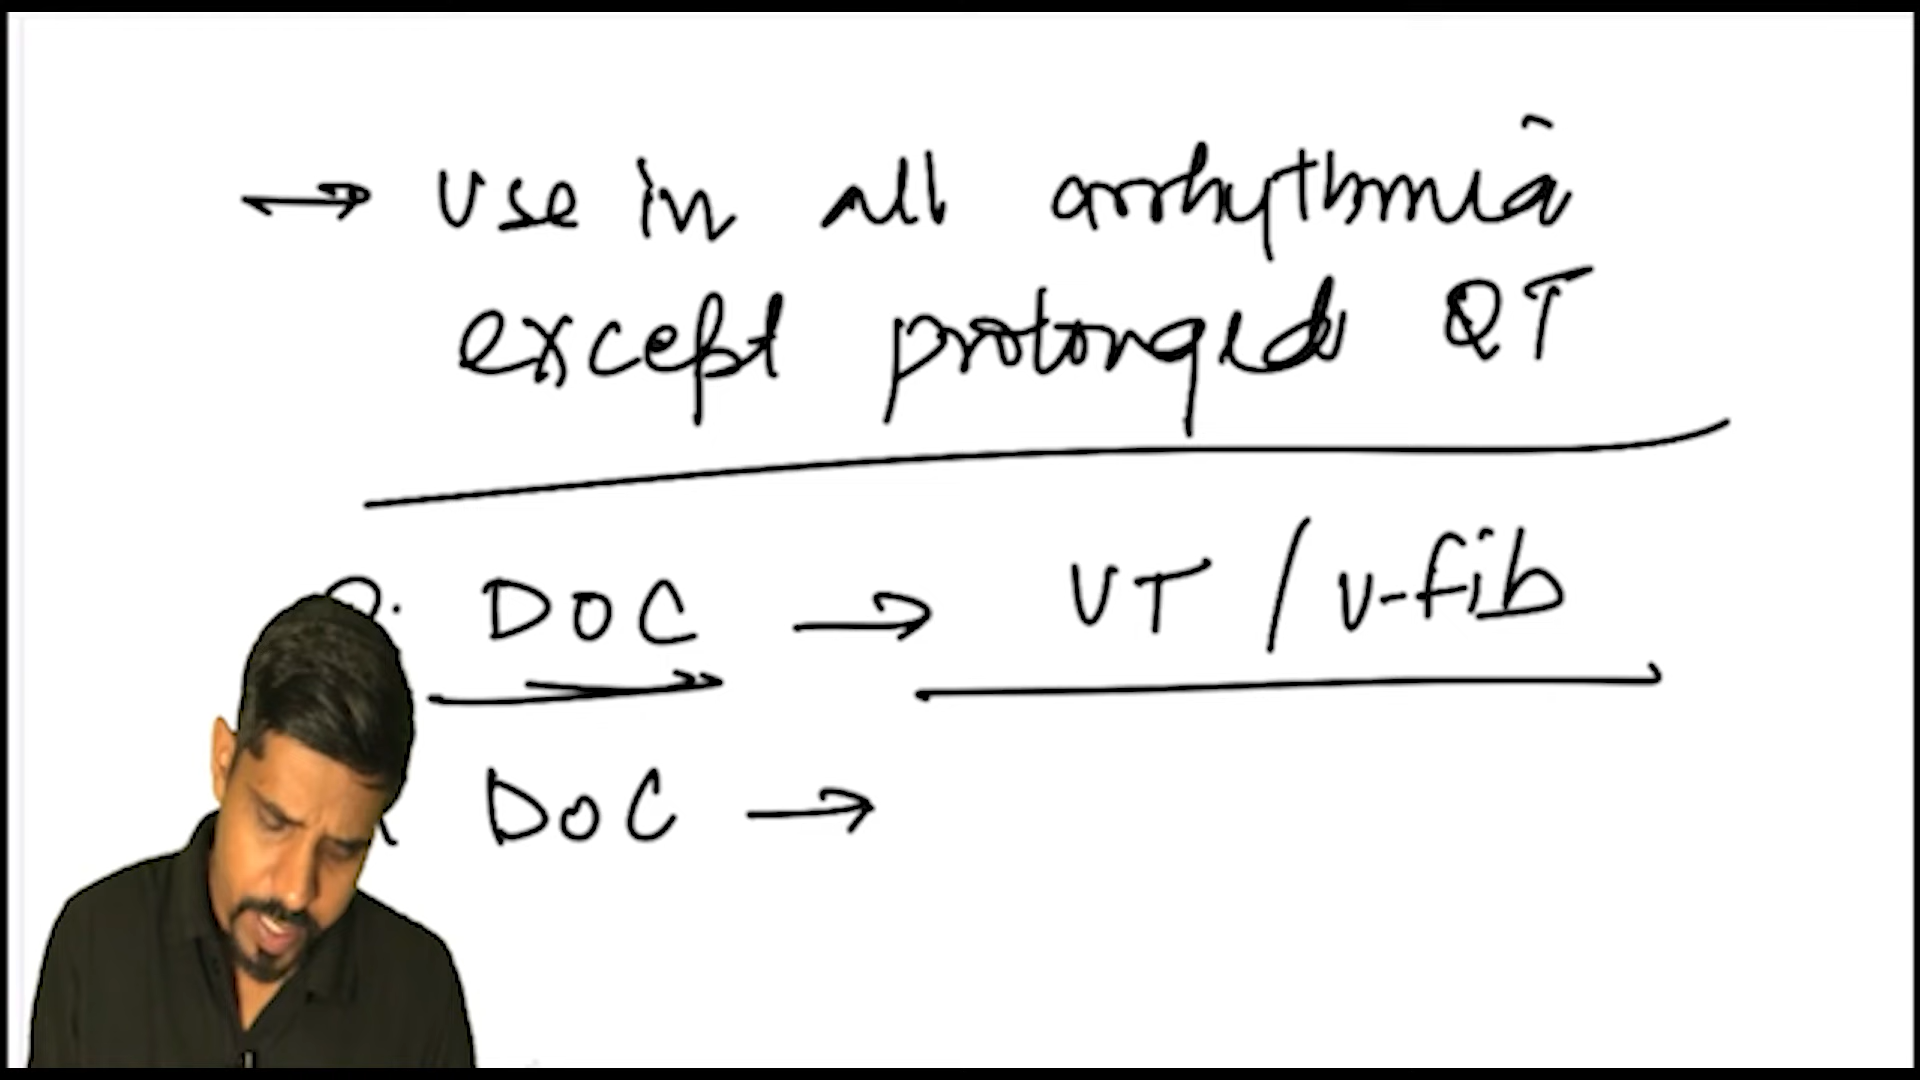 → Use in all arrhythmia
except prolonged QT
Q. DOC → VT / V-fib
DOC →